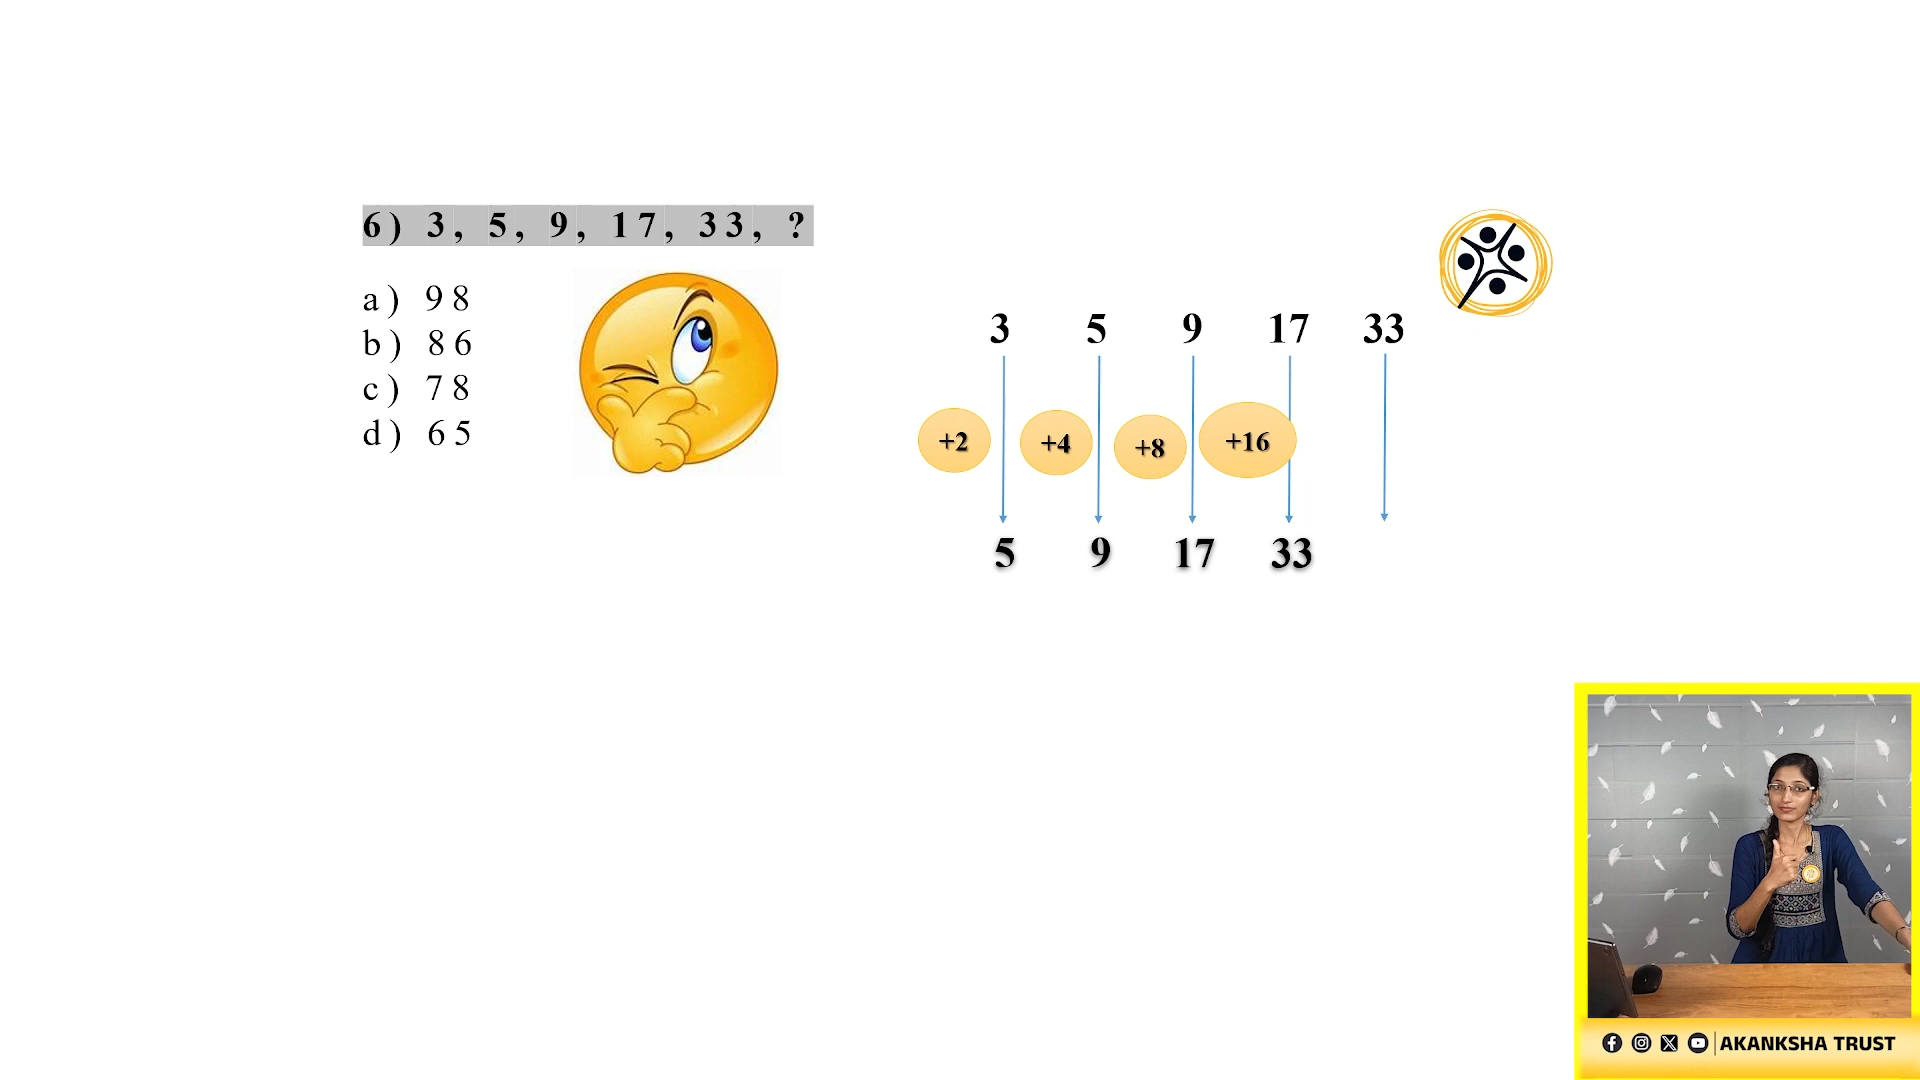 6) 3, 5, 9, 17, 33, ?
a) 98
b) 86
c) 78
d) 65
3 5 9 17 33
+2 +4 +8 +16
5 9 17 33
AKANKSHA TRUST